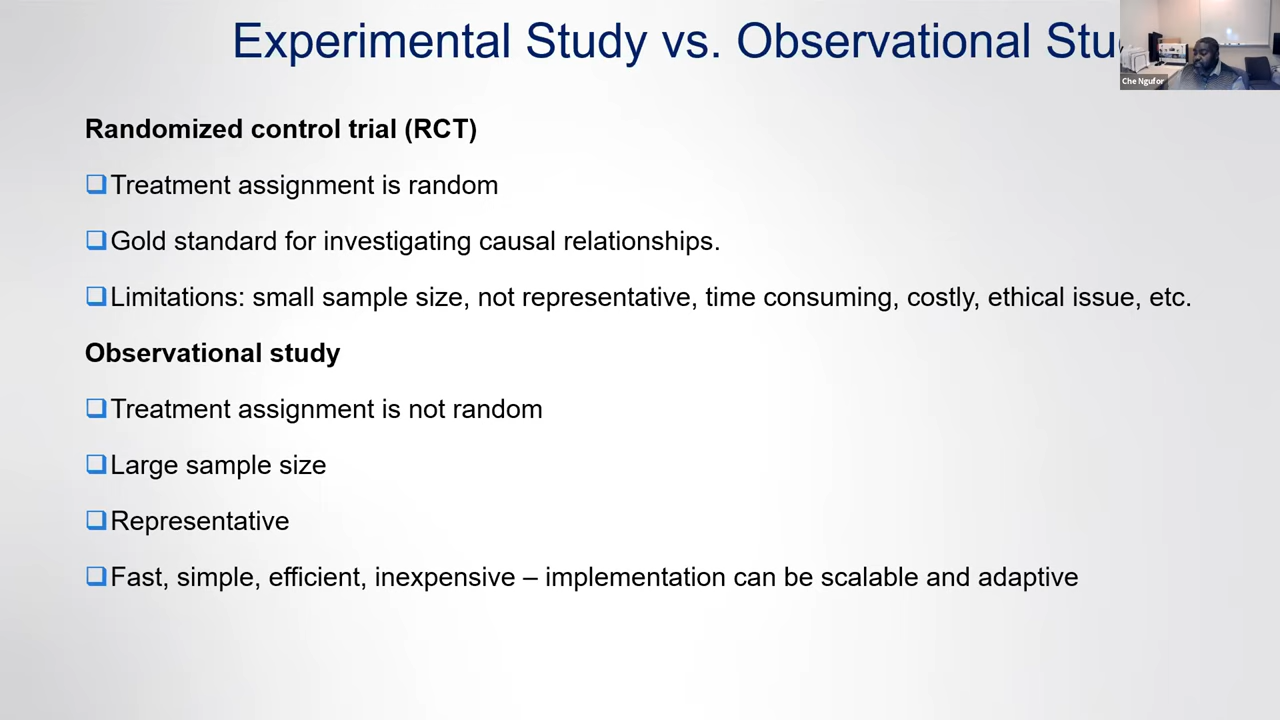 Experimental Study vs. Observational Stu
Che Ngufor
Randomized control trial (RCT)
Treatment assignment is random
Gold standard for investigating causal relationships.
Limitations: small sample size, not representative, time consuming, costly, ethical issue, etc.
Observational study
Treatment assignment is not random
Large sample size
Representative
Fast, simple, efficient, inexpensive – implementation can be scalable and adaptive